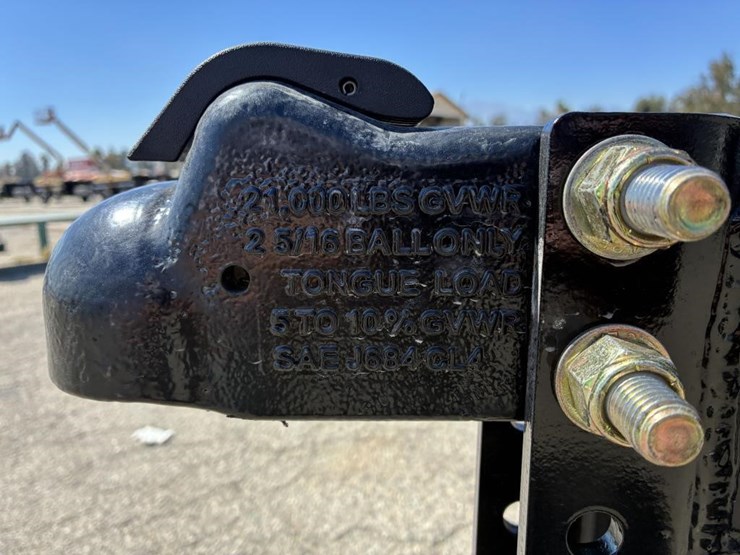 21,000 LBS GVWR
2 5/16 BALL ONLY
TONGUE LOAD
5 TO 10% GVWR
SAE J684 CL4